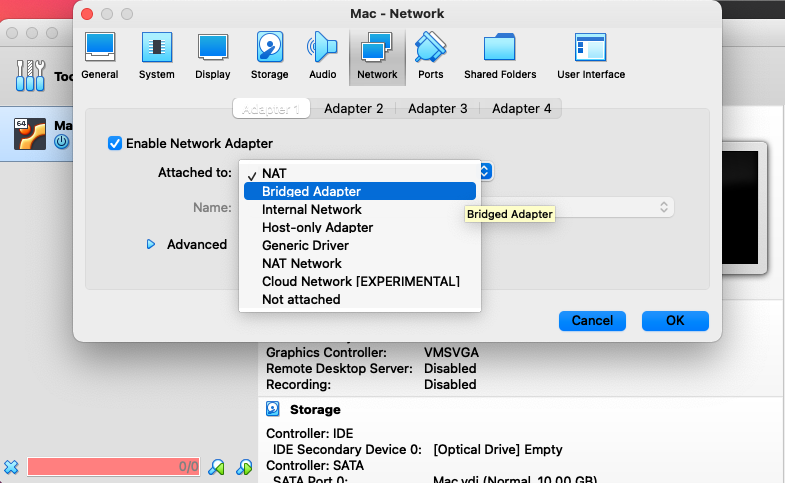 Mac - Network
General
System
Display
Storage
Audio
Network
Ports
Shared Folders
User Interface
Adapter 1
Adapter 2
Adapter 3
Adapter 4
Enable Network Adapter
Attached to:
NAT
Bridged Adapter
Internal Network
Host-only Adapter
Generic Driver
NAT Network
Cloud Network [EXPERIMENTAL]
Not attached
Name:
Bridged Adapter
Advanced
Cancel
OK
64
Graphics Controller: VMSVGA
Remote Desktop Server: Disabled
Recording: Disabled
Storage
Controller: IDE
IDE Secondary Device 0: [Optical Drive] Empty
Controller: SATA
SATA Port 0: Mac.vdi (Normal, 10.00 GB)
0/0